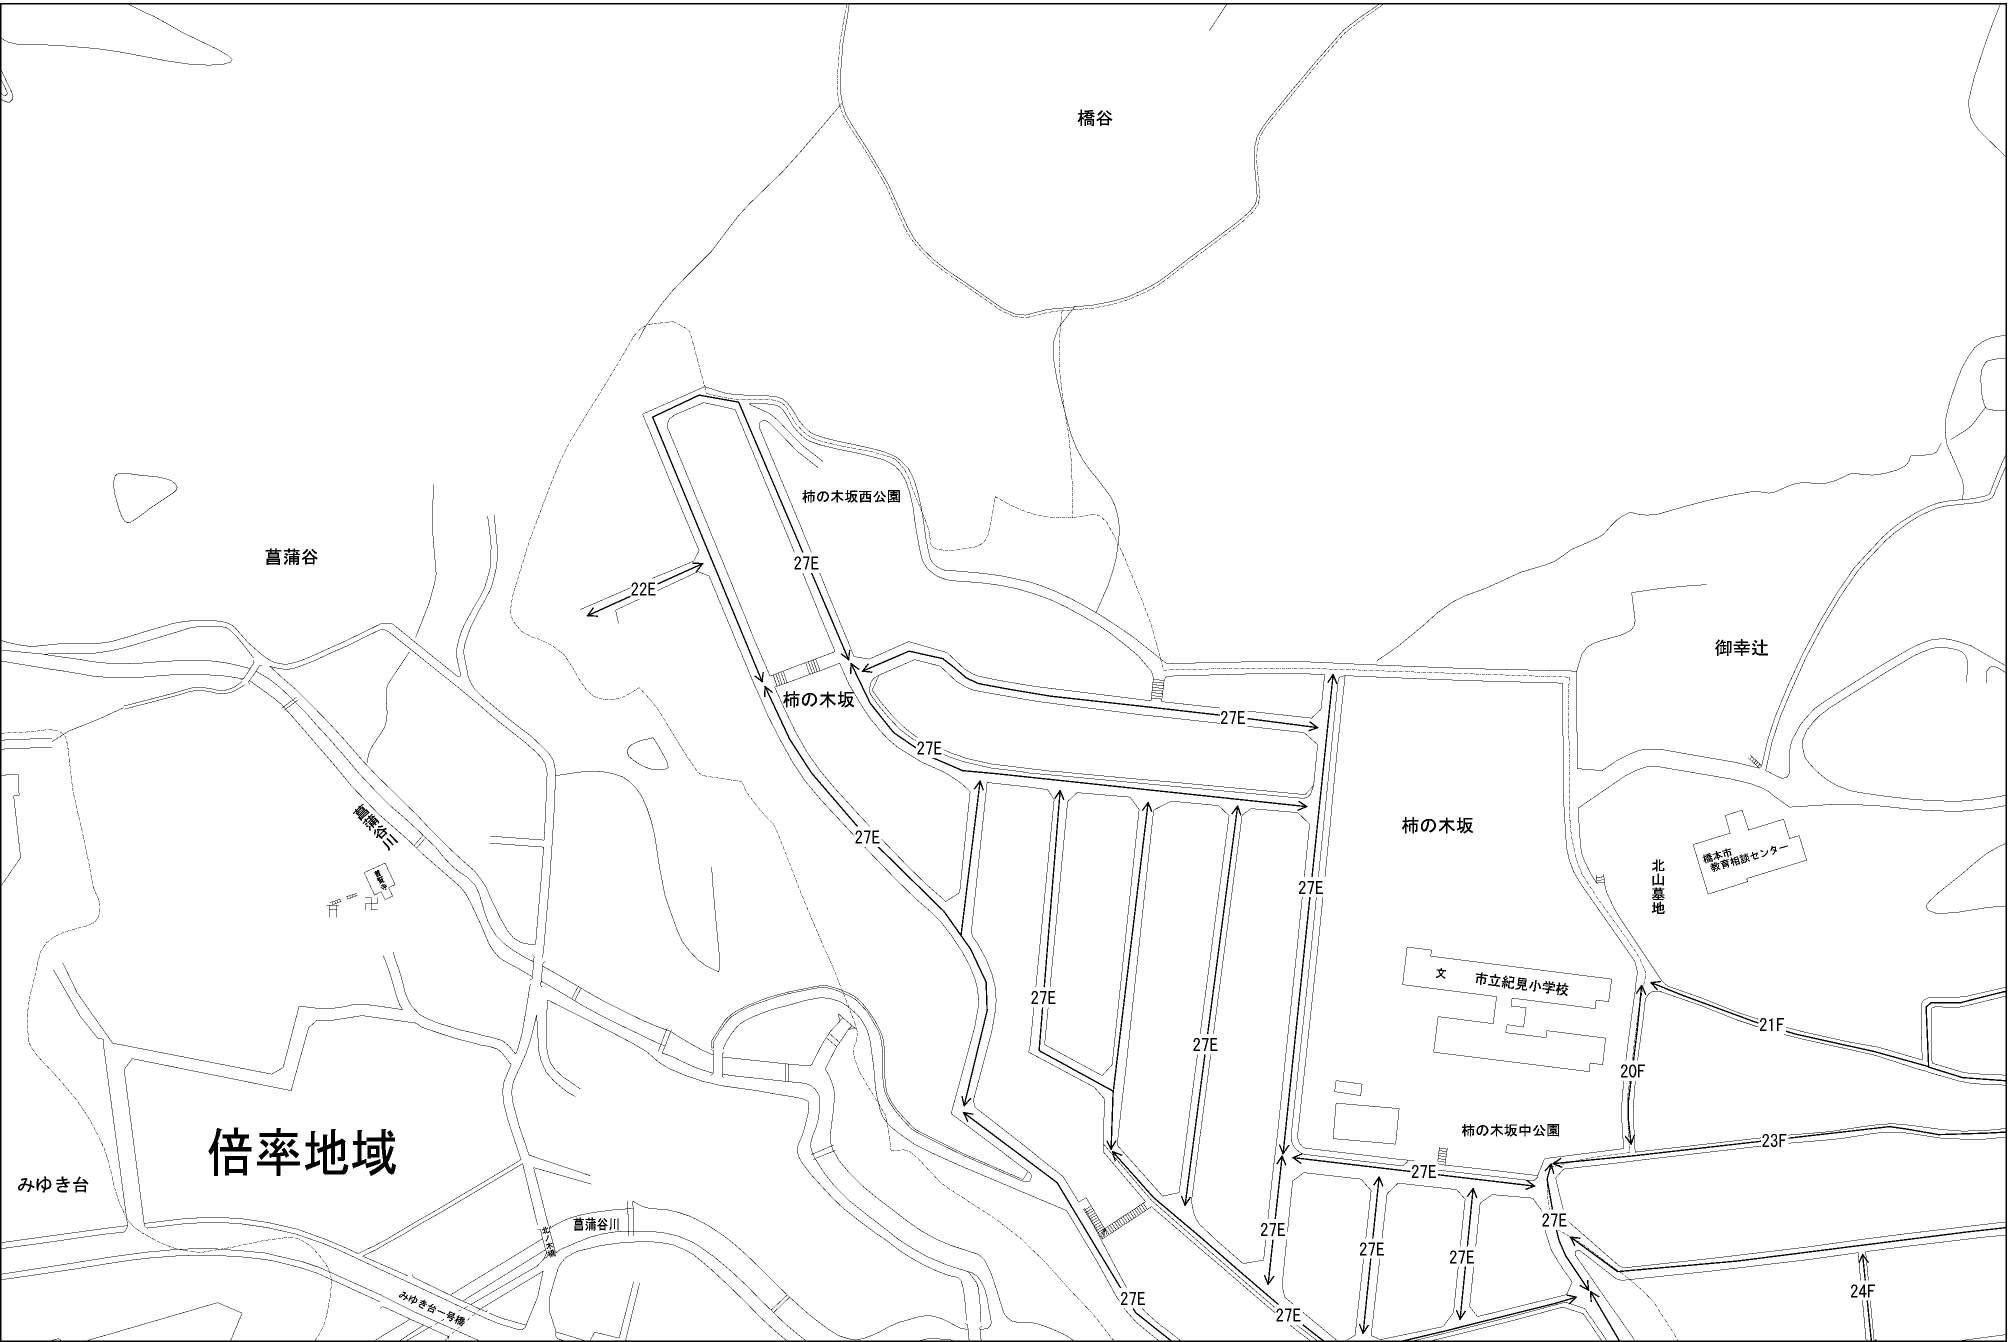 橋谷
柿の木坂西公園
菖蒲谷
27E
22E
御幸辻
柿の木坂
27E
27E
柿の木坂
27E
菖蒲谷川
橋本市
教育相談センター
北山墓地
27E
文
市立紀見小学校
27E
21F
27E
20F
柿の木坂中公園
倍率地域
23F
27E
みゆき台
菖蒲谷川
27E
27E
27E
27E
24F
みゆき台一号橋
27E
27E